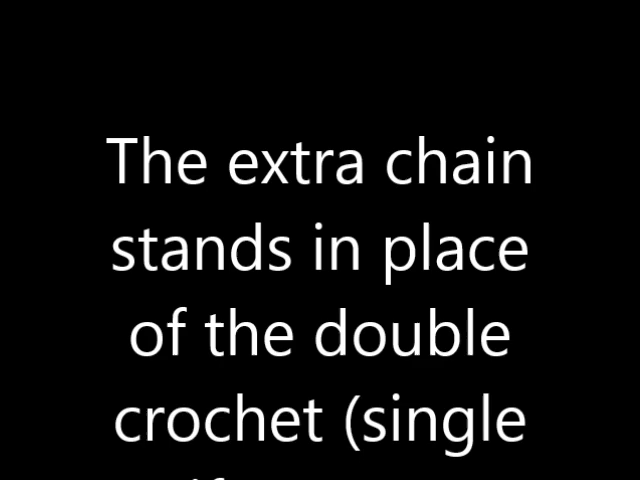 The extra chain
stands in place
of the double
crochet (single